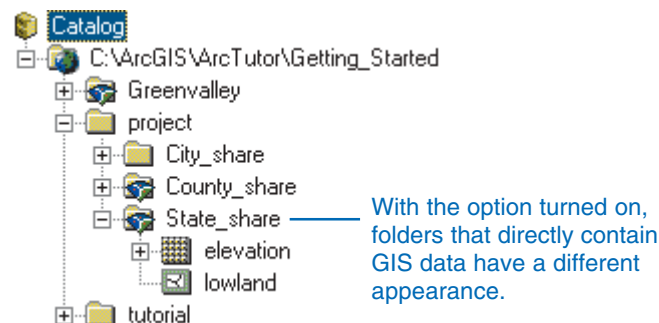 Catalog
C:\ArcGIS\ArcTutor\Getting_Started
Greenvalley
project
City_share
County_share
State_share
With the option turned on,
folders that directly contain
GIS data have a different
appearance.
elevation
lowland
tutorial